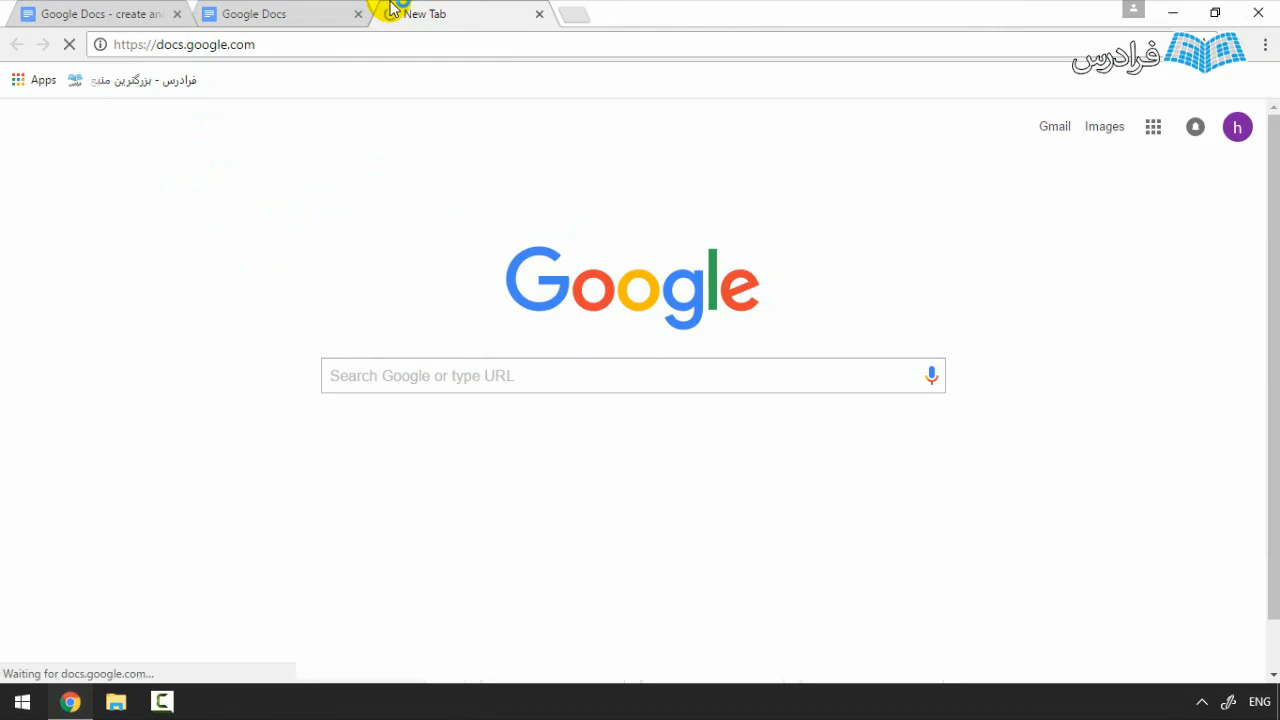 Google Docs - create and
Google Docs
New Tab
https://docs.google.com
فرادرس
Apps
فرادرس - بزرگترین منبع
Gmail
Images
h
Google
Search Google or type URL
Waiting for docs.google.com...
ENG